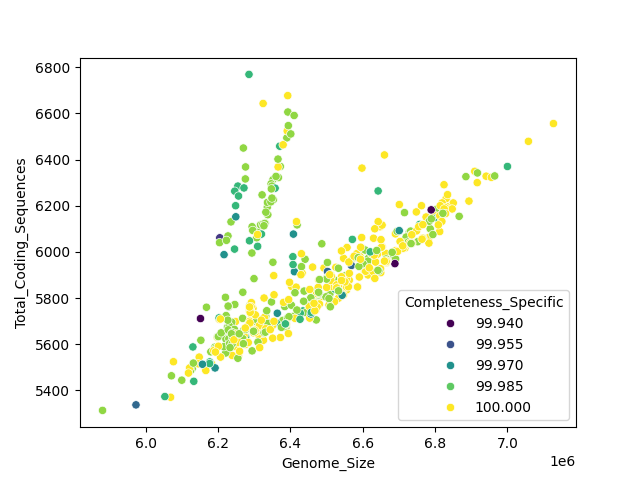 6800
6600
6400
6200
6000
5800
5600
5400
Total_Coding_Sequences
Completeness_Specific
99.940
99.955
99.970
99.985
100.000
6.0 6.2 6.4 6.6 6.8 7.0
1e6
Genome_Size